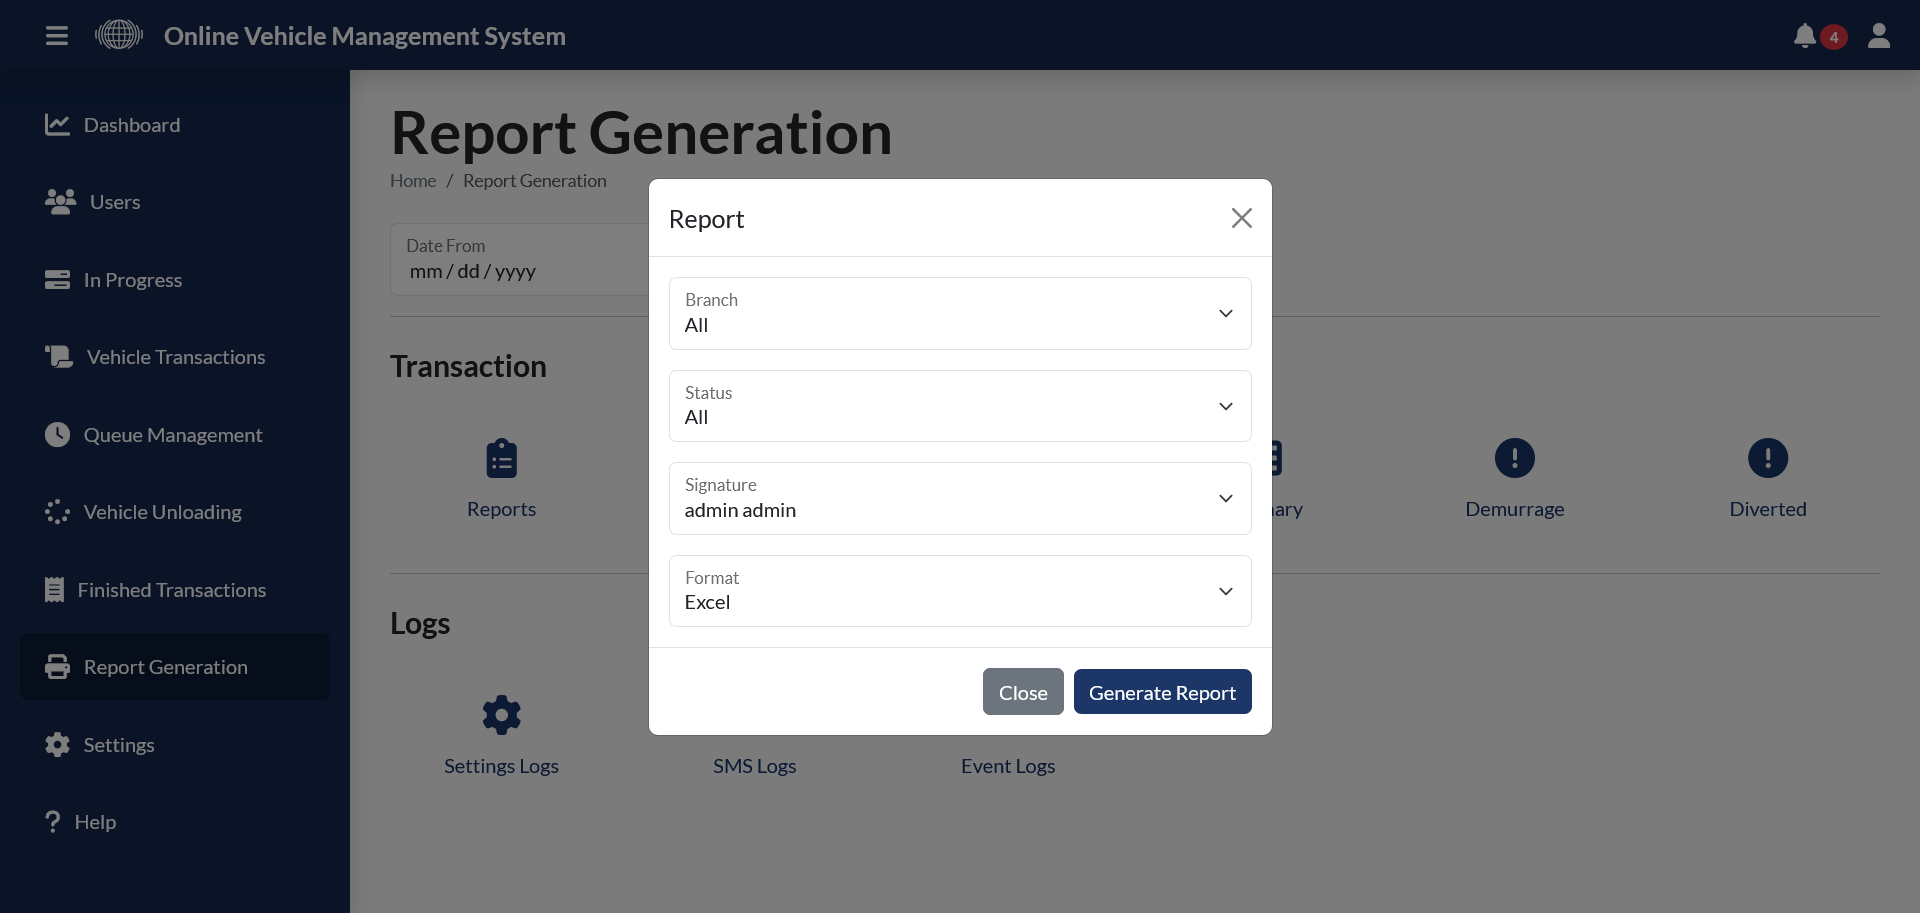 Online Vehicle Management System
4
Dashboard
Users
In Progress
Vehicle Transactions
Queue Management
Vehicle Unloading
Finished Transactions
Report Generation
Settings
Help
Report Generation
Home / Report Generation
Date From
mm / dd / yyyy
Transaction
Reports
Demurrage
Diverted
Logs
Settings Logs
SMS Logs
Event Logs
Report
Branch
All
Status
All
Signature
admin admin
Format
Excel
Close
Generate Report